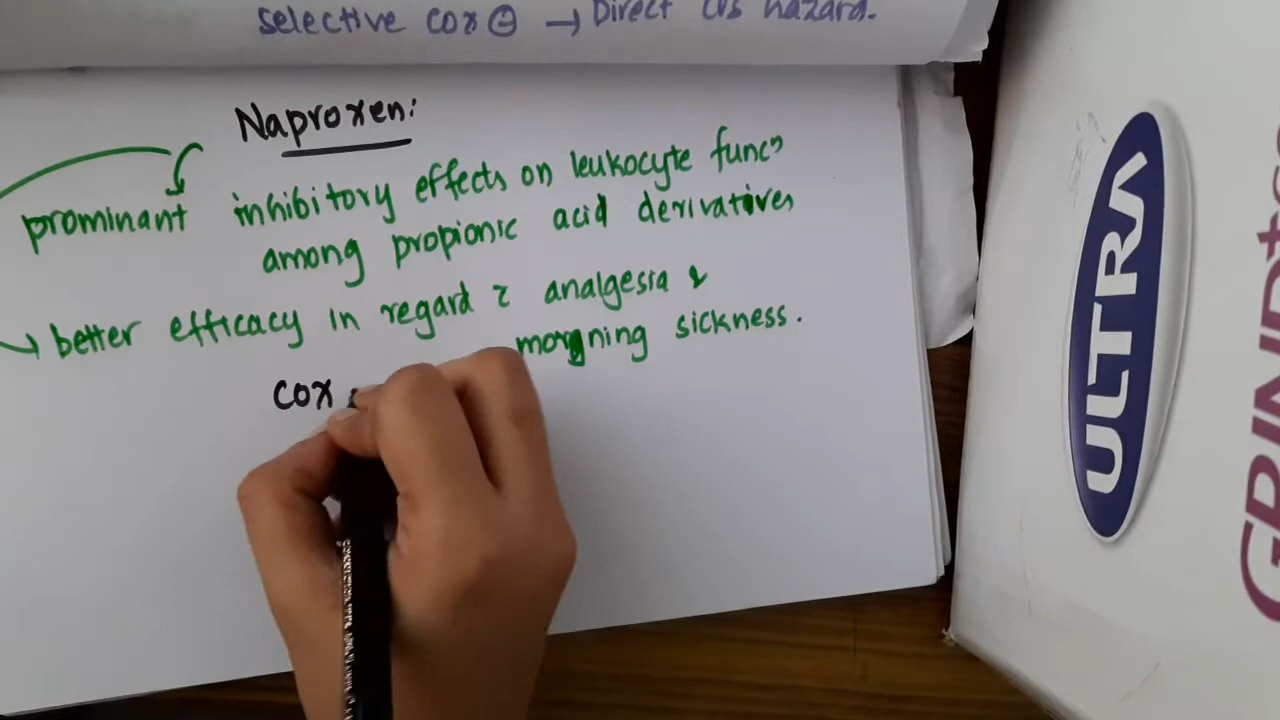 selective cox ⊖ → Direct CVS hazard.
Naproxen:
prominant inhibitory effects on leukocyte func⁾
among propionic acid derivatives
↳ better efficacy in regard c̄ analgesia &
morgning sickness.
cox
ULTRA
GRIND